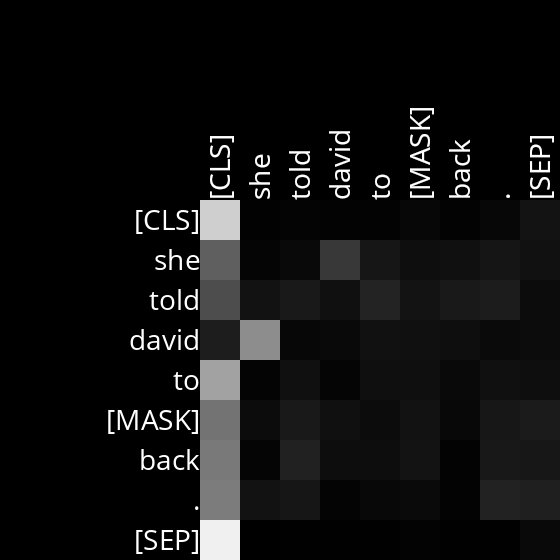 [CLS] she told david to [MASK] back . [SEP]
[CLS]
she
told
david
to
[MASK]
back
.
[SEP]